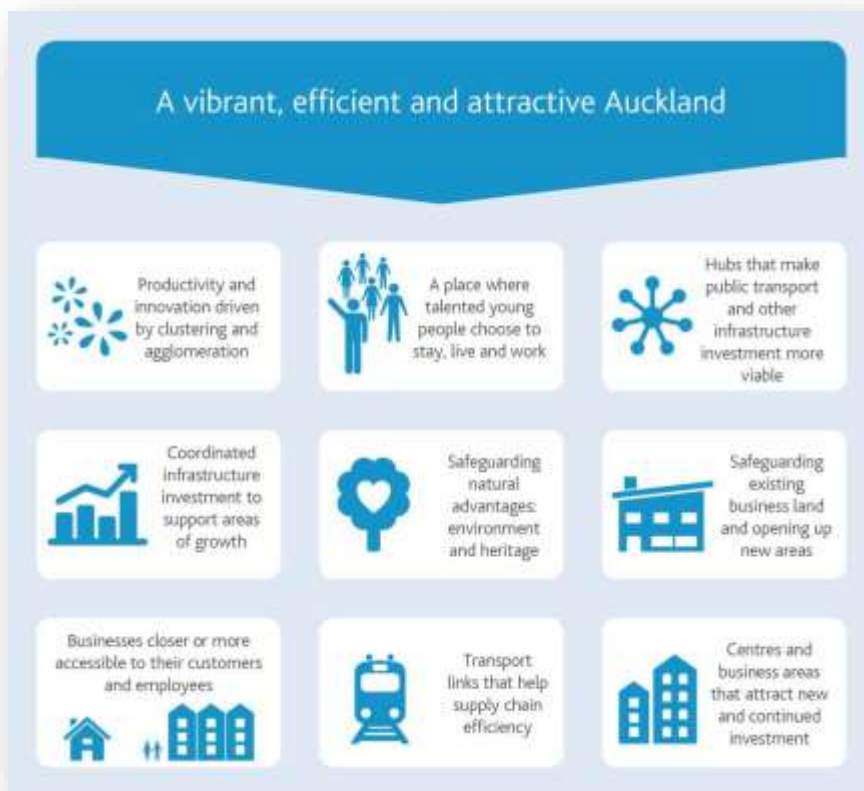 A vibrant, efficient and attractive Auckland
Productivity and
innovation driven
by clustering and
agglomeration
A place where
talented young
people choose to
stay, live and work
Hubs that make
public transport
and other
infrastructure
investment more
viable
Coordinated
infrastructure
investment to
support areas
of growth
Safeguarding
natural
advantages:
environment
and heritage
Safeguarding
existing
business land
and opening up
new areas
Businesses closer or more
accessible to their customers
and employees
Transport
links that help
supply chain
efficiency
Centres and
business areas
that attract new
and continued
investment